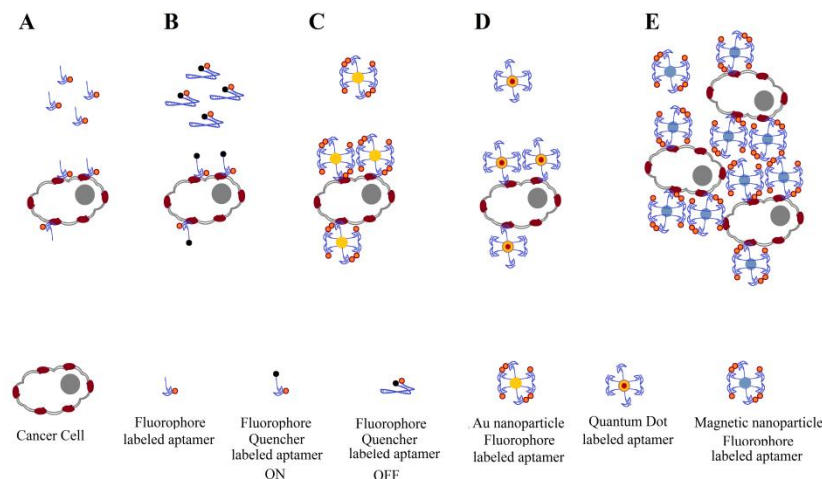 A B C D E
Cancer Cell
Fluorophore
labeled aptamer
Fluorophore
Quencher
labeled aptamer
ON
Fluorophore
Quencher
labeled aptamer
OFF
Au nanoparticle
Fluorophore
labeled aptamer
Quantum Dot
labeled aptamer
Magnetic nanoparticle
Fluorophore
labeled aptamer